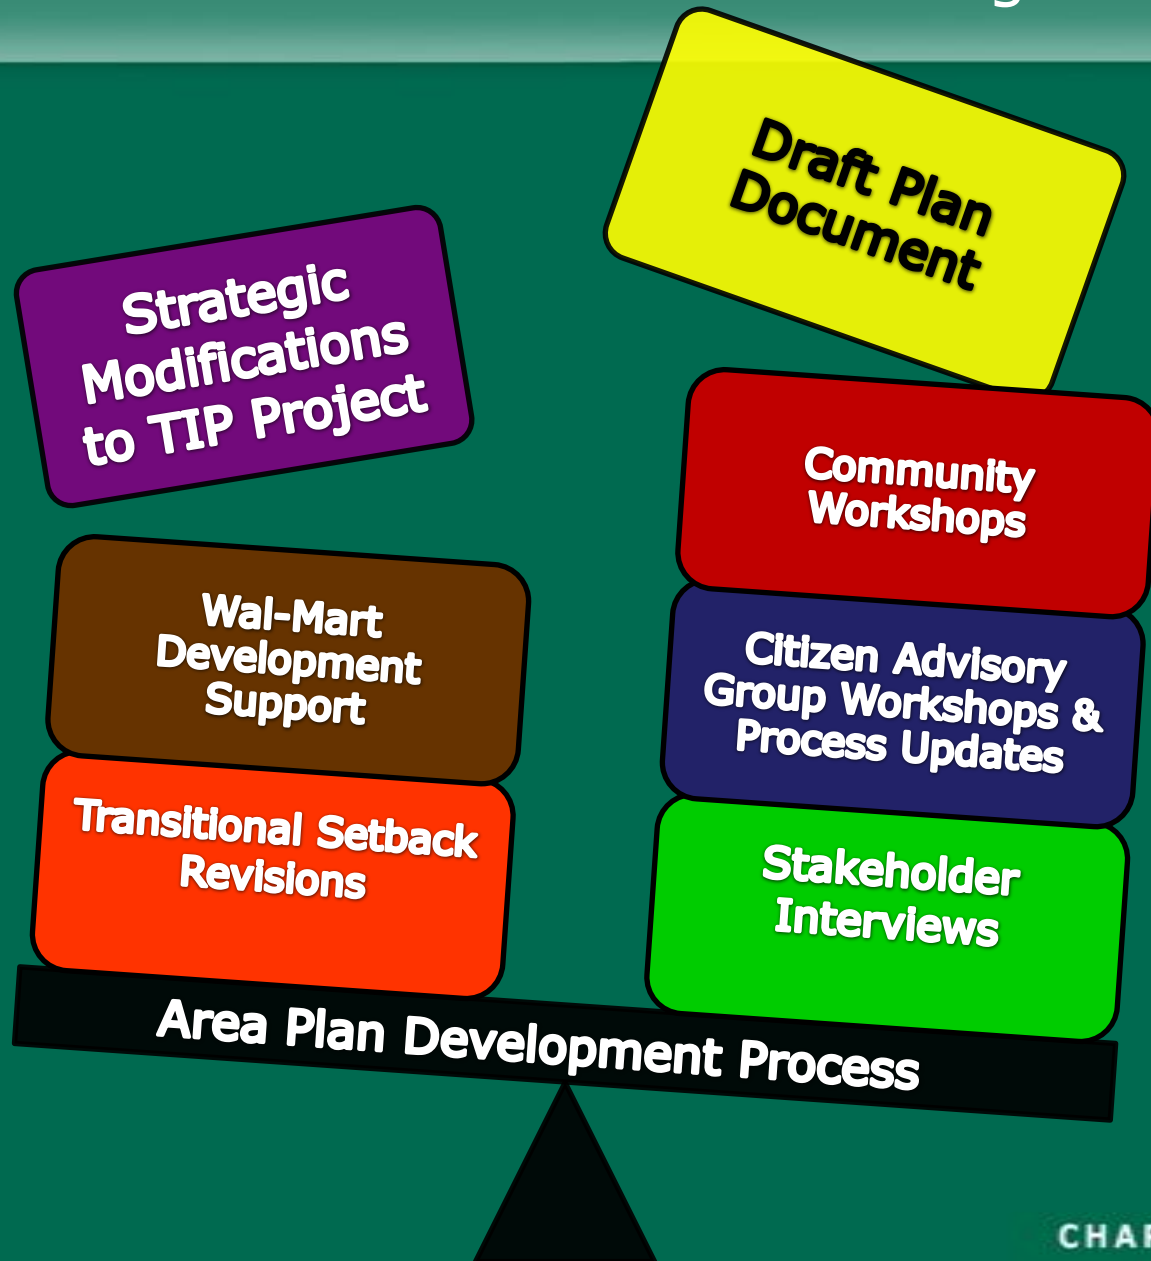 Draft Plan
Document
Strategic
Modifications
to TIP Project
Community
Workshops
Wal-Mart
Development
Support
Citizen Advisory
Group Workshops &
Process Updates
Transitional Setback
Revisions
Stakeholder
Interviews
Area Plan Development Process